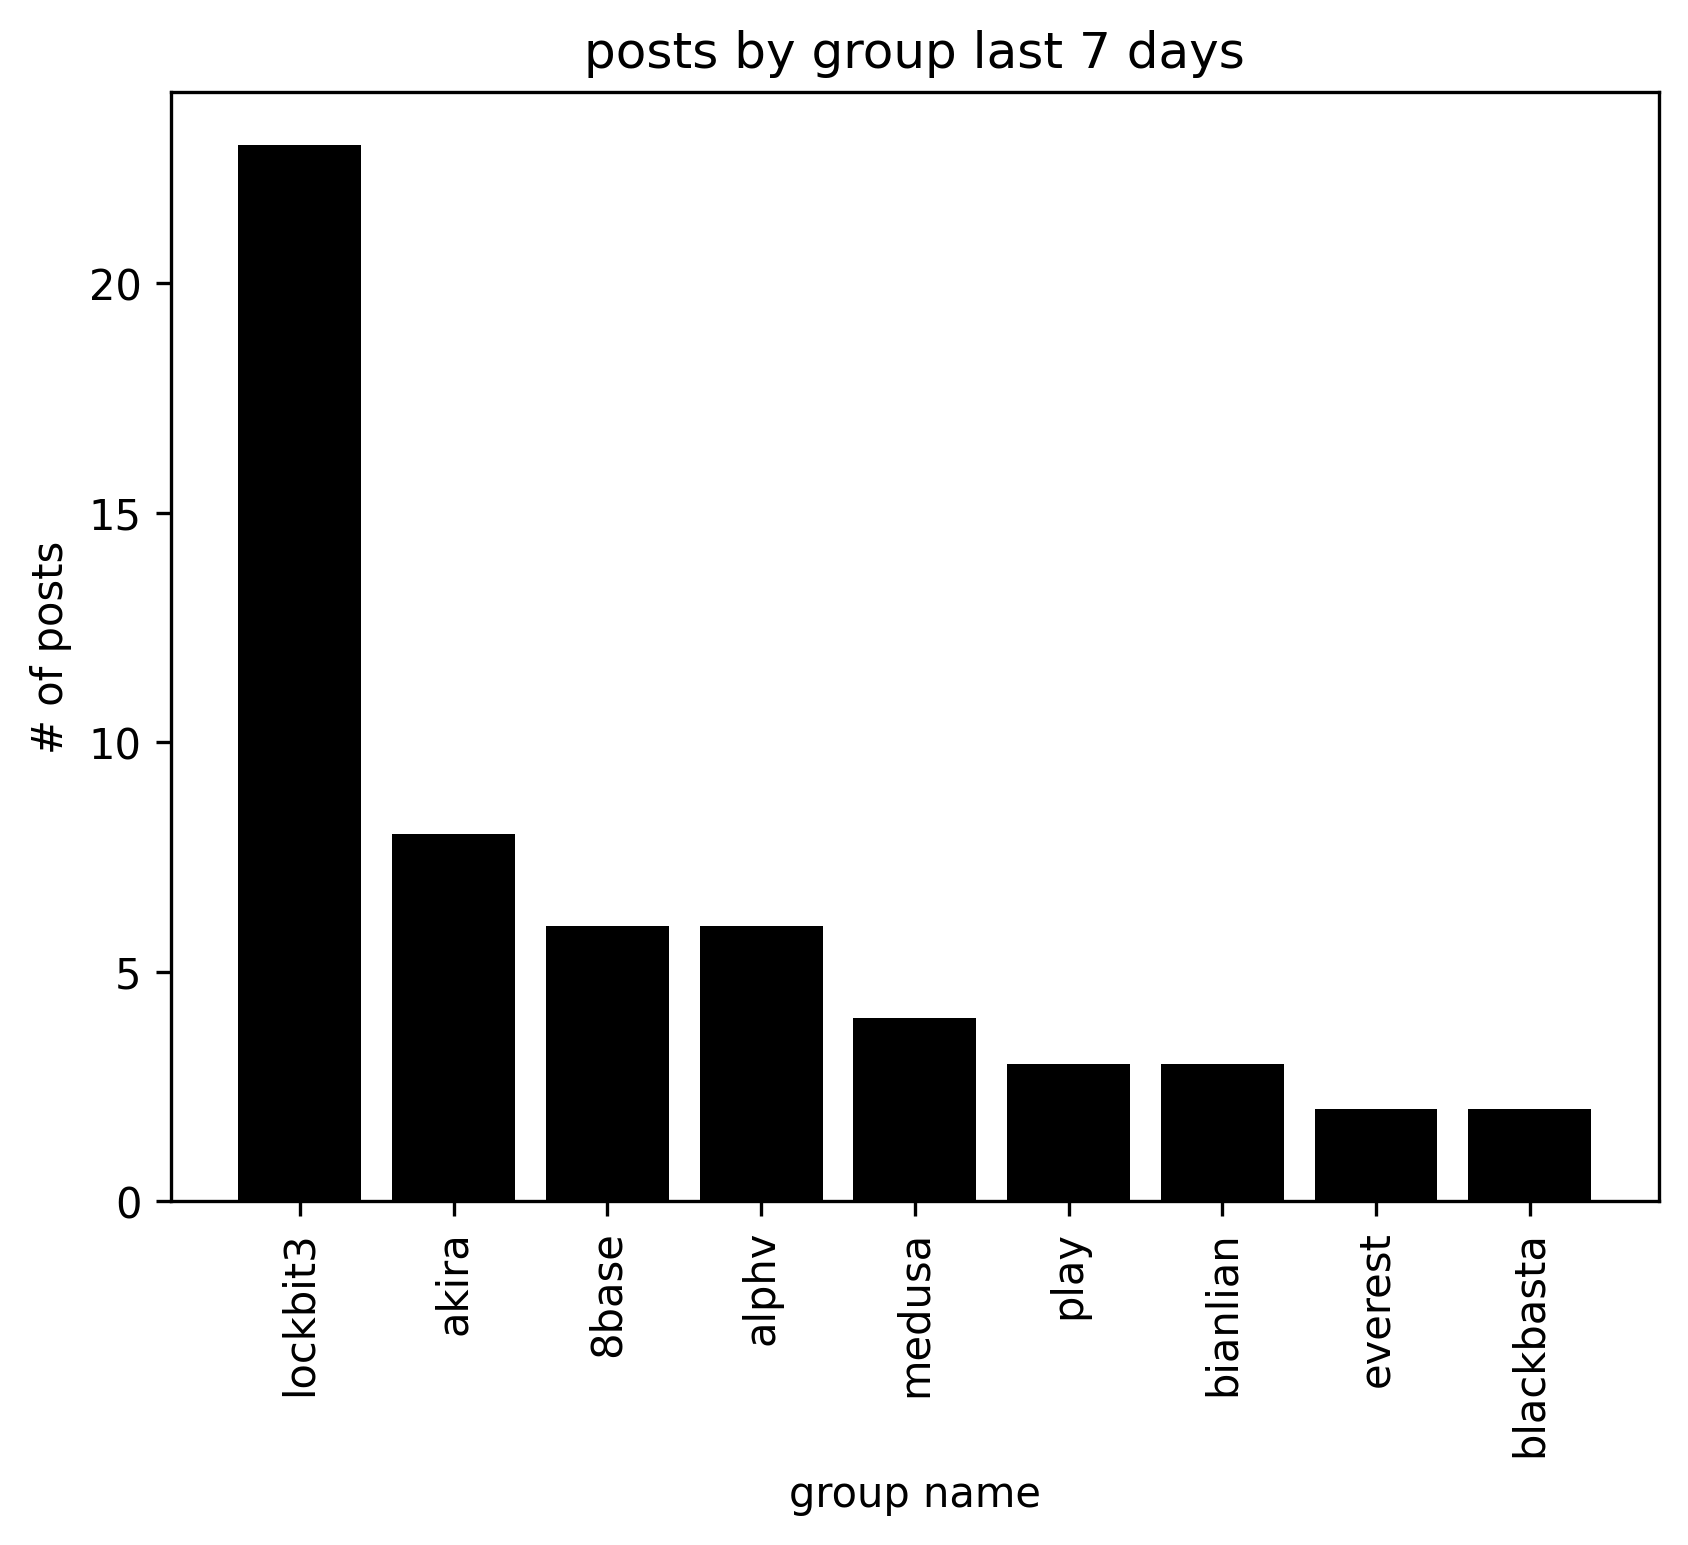 posts by group last 7 days
# of posts
20
15
10
5
0
lockbit3
akira
8base
alphv
medusa
play
bianlian
everest
blackbasta
group name